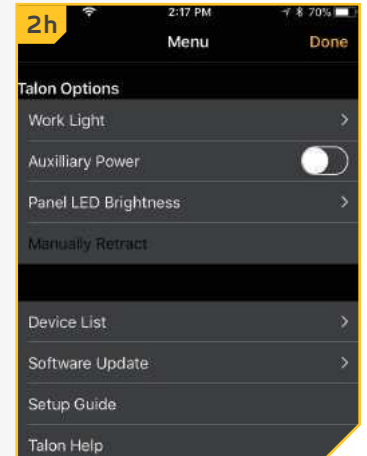 2h
2:17 PM
70%
Menu
Done
Talon Options
Work Light
Auxilliary Power
Panel LED Brightness
Manually Retract
Device List
Software Update
Setup Guide
Talon Help